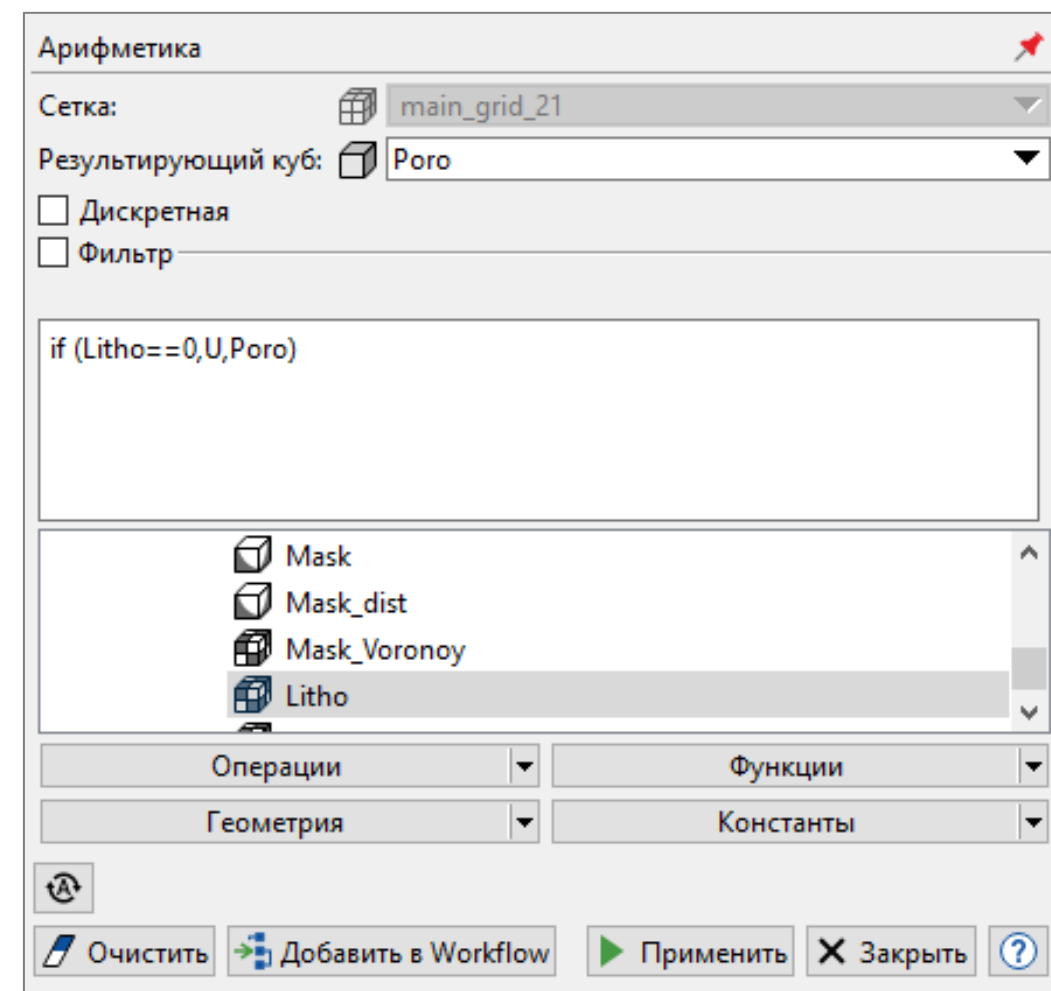 Арифметика
Сетка: main_grid_21
Результирующий куб: Poro
Дискретная
Фильтр
if (Litho==0,U,Poro)
Mask
Mask_dist
Mask_Voronoy
Litho
Операции Функции
Геометрия Константы
A
Очистить Добавить в Workflow Применить Закрыть ?